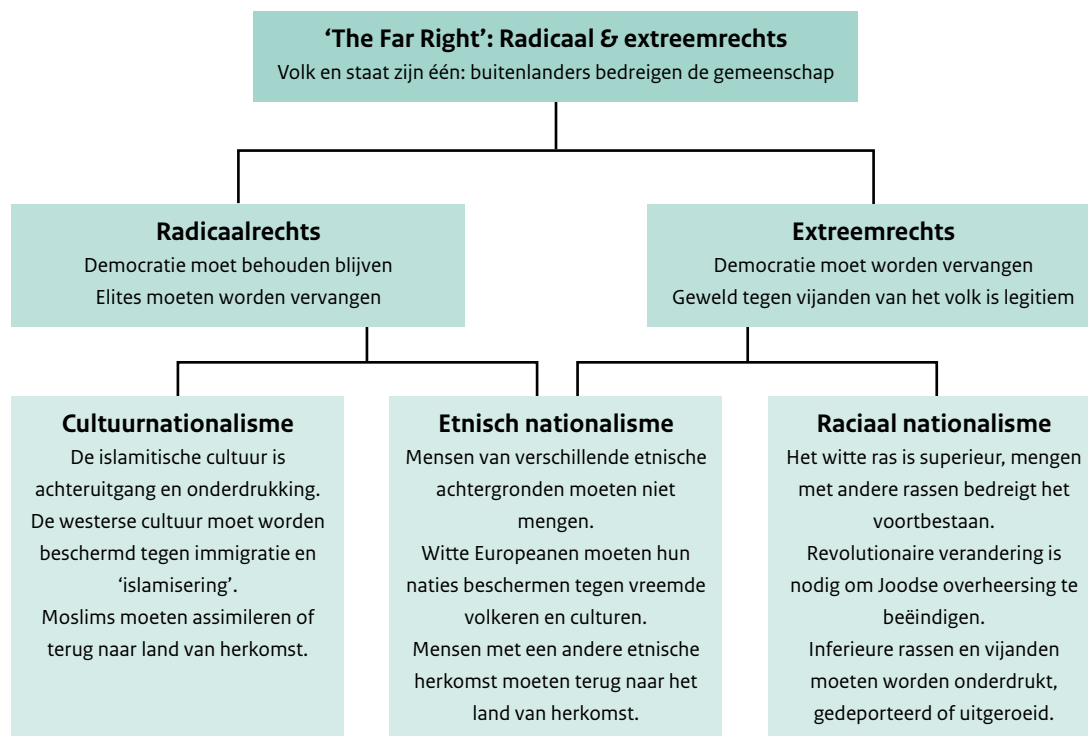 ‘The Far Right’: Radicaal & extreemrechts
Volk en staat zijn één: buitenlanders bedreigen de gemeenschap
Radicaalrechts
Democratie moet behouden blijven
Elites moeten worden vervangen
Extreemrechts
Democratie moet worden vervangen
Geweld tegen vijanden van het volk is legitiem
Cultuurnationalisme
De islamitische cultuur is
achteruitgang en onderdrukking.
De westerse cultuur moet worden
beschermd tegen immigratie en
‘islamisering’.
Moslims moeten assimileren of
terug naar land van herkomst.
Etnisch nationalisme
Mensen van verschillende etnische
achtergronden moeten niet
mengen.
Witte Europeanen moeten hun
naties beschermen tegen vreemde
volkeren en culturen.
Mensen met een andere etnische
herkomst moeten terug naar het
land van herkomst.
Raciaal nationalisme
Het witte ras is superieur, mengen
met andere rassen bedreigt het
voortbestaan.
Revolutionaire verandering is
nodig om Joodse overheersing te
beëindigen.
Inferieure rassen en vijanden
moeten worden onderdrukt,
gedeporteerd of uitgeroeid.